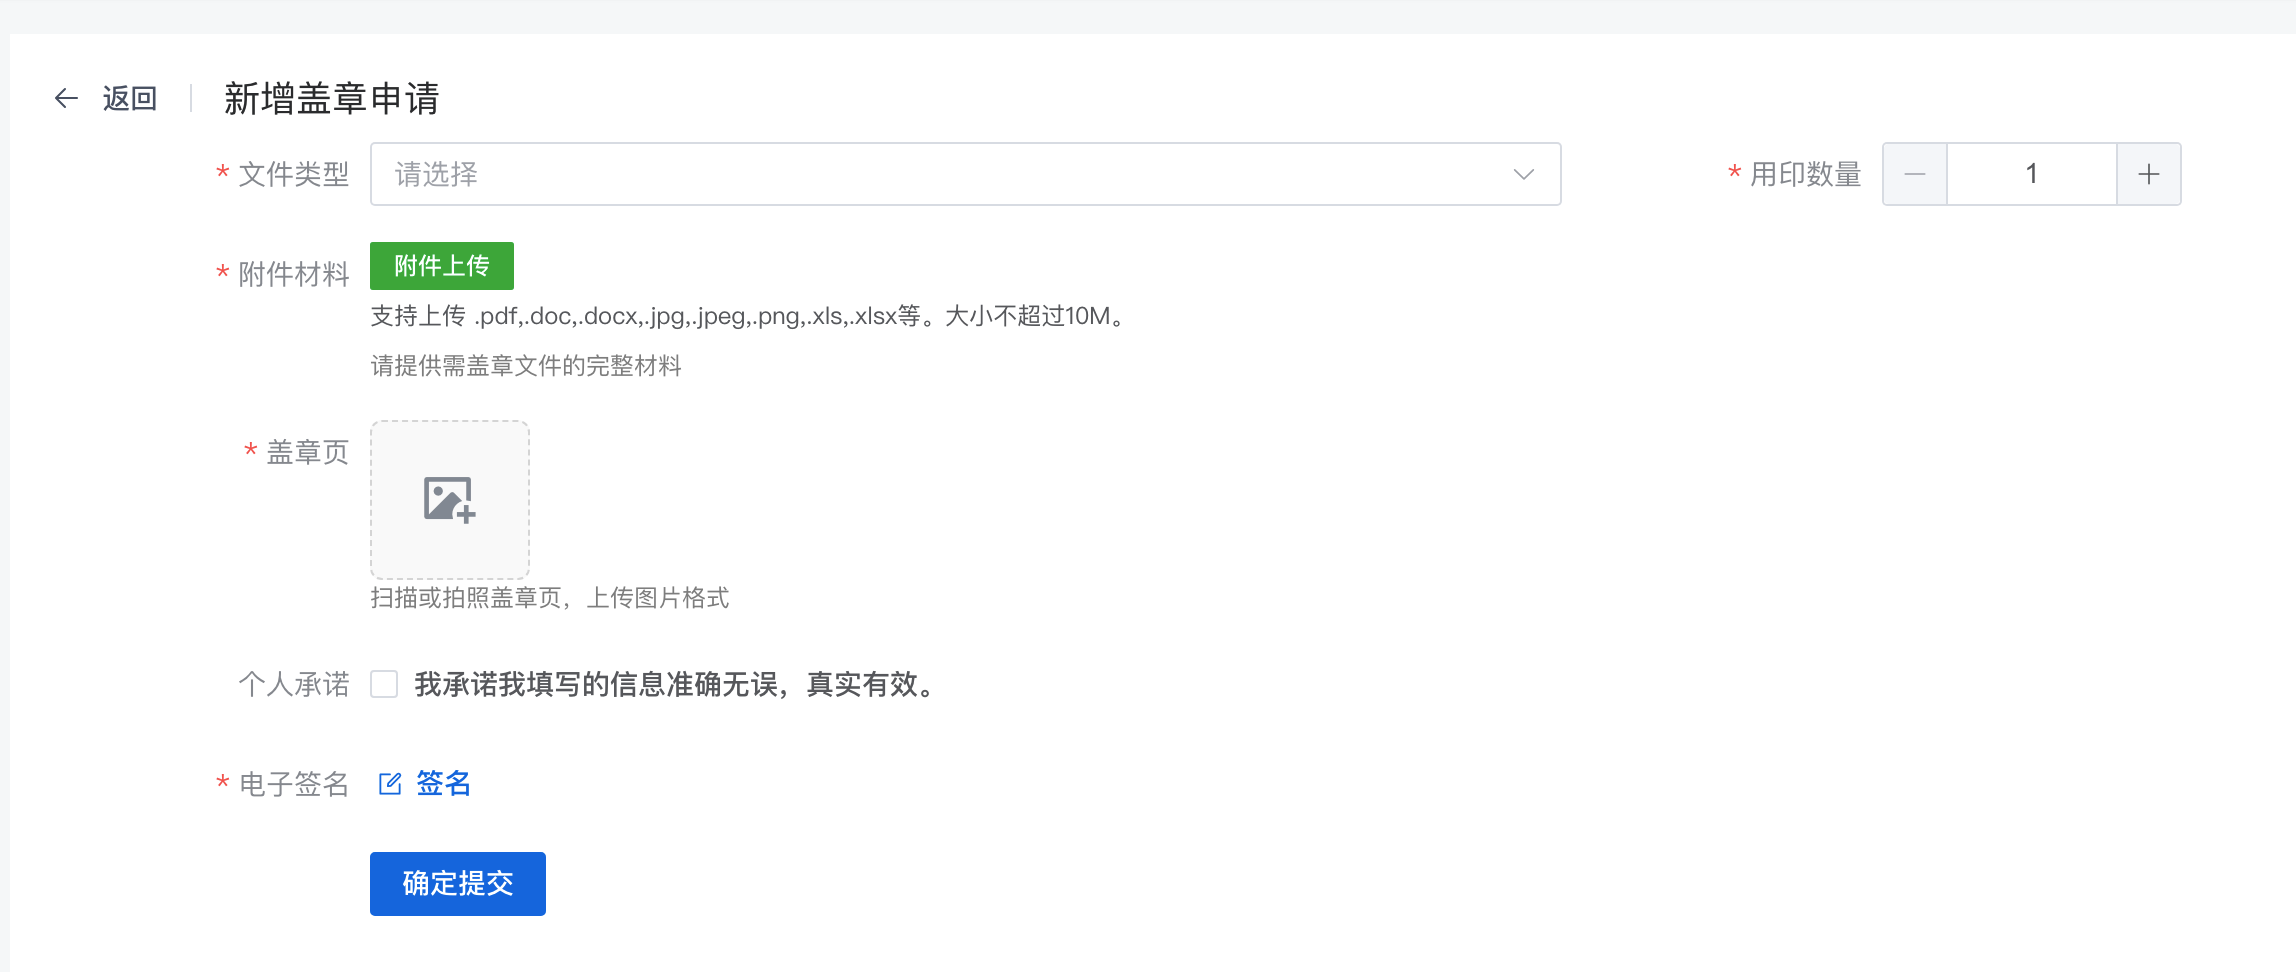 返回 新增盖章申请
* 文件类型 请选择 * 用印数量 1
* 附件材料 附件上传
支持上传 .pdf,.doc,.docx,.jpg,.jpeg,.png,.xls,.xlsx等。大小不超过10M。
请提供需盖章文件的完整材料
* 盖章页
扫描或拍照盖章页，上传图片格式
个人承诺 我承诺我填写的信息准确无误，真实有效。
* 电子签名 签名
确定提交